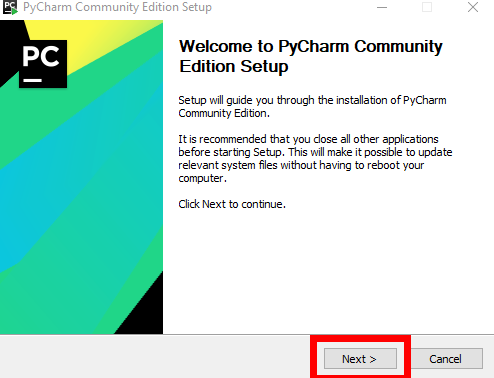 PyCharm Community Edition Setup
PC
Welcome to PyCharm Community
Edition Setup
Setup will guide you through the installation of PyCharm
Community Edition.
It is recommended that you close all other applications
before starting Setup. This will make it possible to update
relevant system files without having to reboot your
computer.
Click Next to continue.
Next >
Cancel